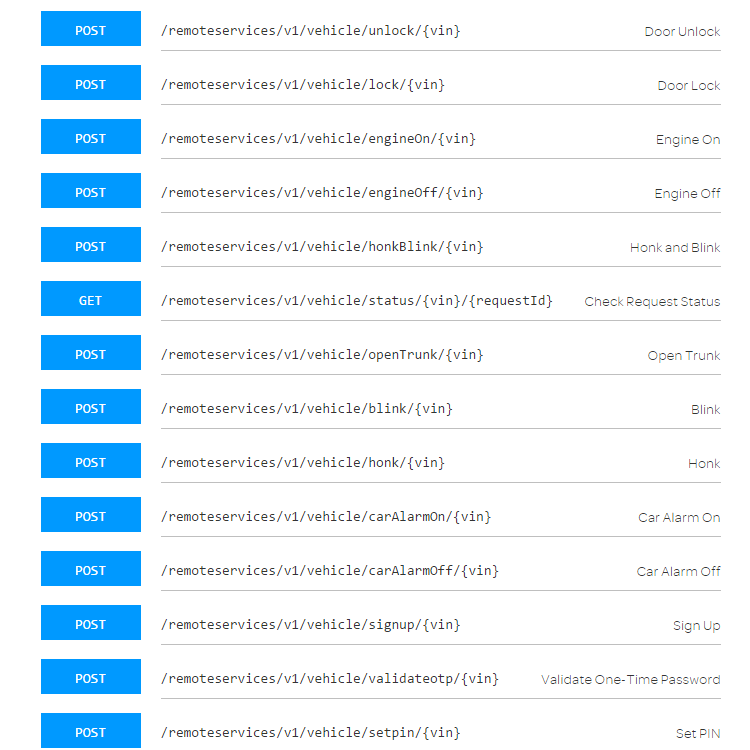 POST /remoteservices/v1/vehicle/unlock/{vin} Door Unlock
POST /remoteservices/v1/vehicle/lock/{vin} Door Lock
POST /remoteservices/v1/vehicle/engineOn/{vin} Engine On
POST /remoteservices/v1/vehicle/engineOff/{vin} Engine Off
POST /remoteservices/v1/vehicle/honkBlink/{vin} Honk and Blink
GET /remoteservices/v1/vehicle/status/{vin}/{requestId} Check Request Status
POST /remoteservices/v1/vehicle/openTrunk/{vin} Open Trunk
POST /remoteservices/v1/vehicle/blink/{vin} Blink
POST /remoteservices/v1/vehicle/honk/{vin} Honk
POST /remoteservices/v1/vehicle/carAlarmOn/{vin} Car Alarm On
POST /remoteservices/v1/vehicle/carAlarmOff/{vin} Car Alarm Off
POST /remoteservices/v1/vehicle/signup/{vin} Sign Up
POST /remoteservices/v1/vehicle/validateotp/{vin} Validate One-Time Password
POST /remoteservices/v1/vehicle/setpin/{vin} Set PIN